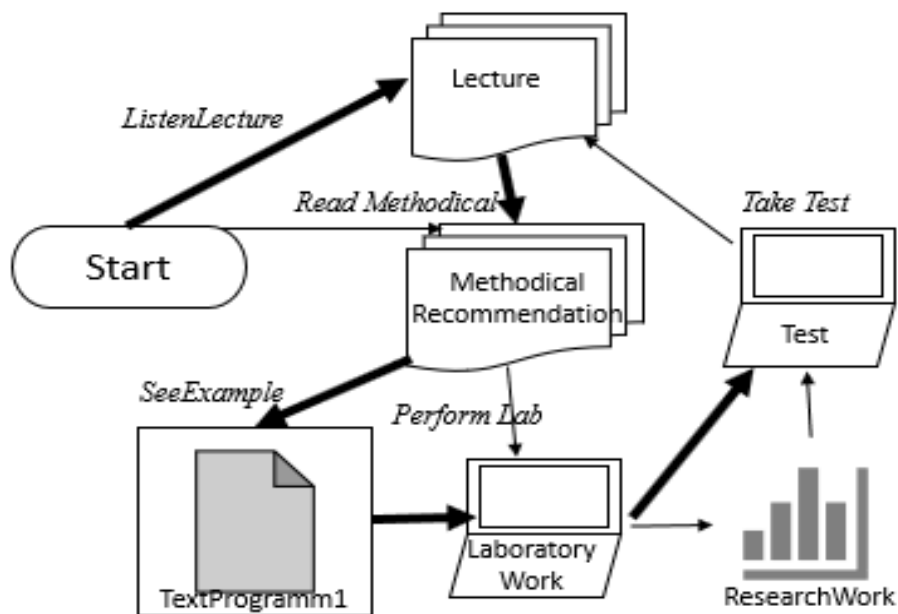 Lecture
ListenLecture
Read Methodical
Take Test
Start
Methodical
Recommendation
Test
SeeExample
Perform Lab
Laboratory
Work
TextProgramm1
ResearchWork